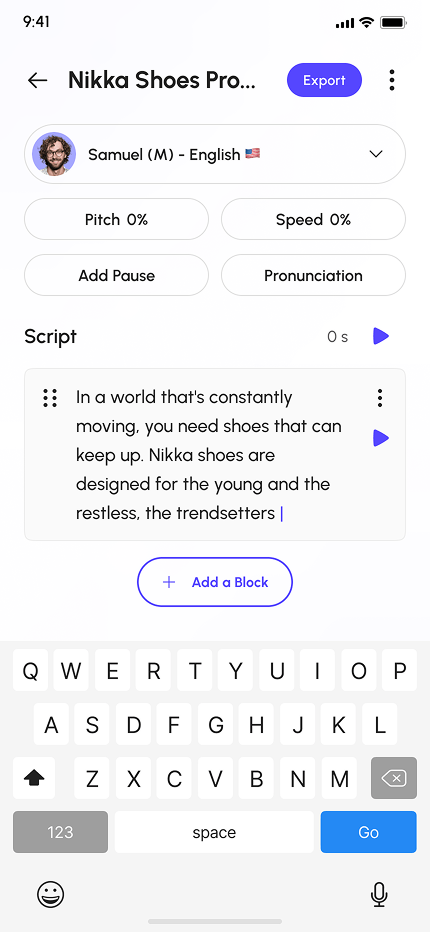 9:41
Nikka Shoes Pro...
Export
Samuel (M) - English 🇺🇸
Pitch 0%
Speed 0%
Add Pause
Pronunciation
Script
0 s
In a world that's constantly
moving, you need shoes that can
keep up. Nikka shoes are
designed for the young and the
restless, the trendsetters
+ Add a Block
Q W E R T Y U I O P
A S D F G H J K L
Z X C V B N M
123 space Go